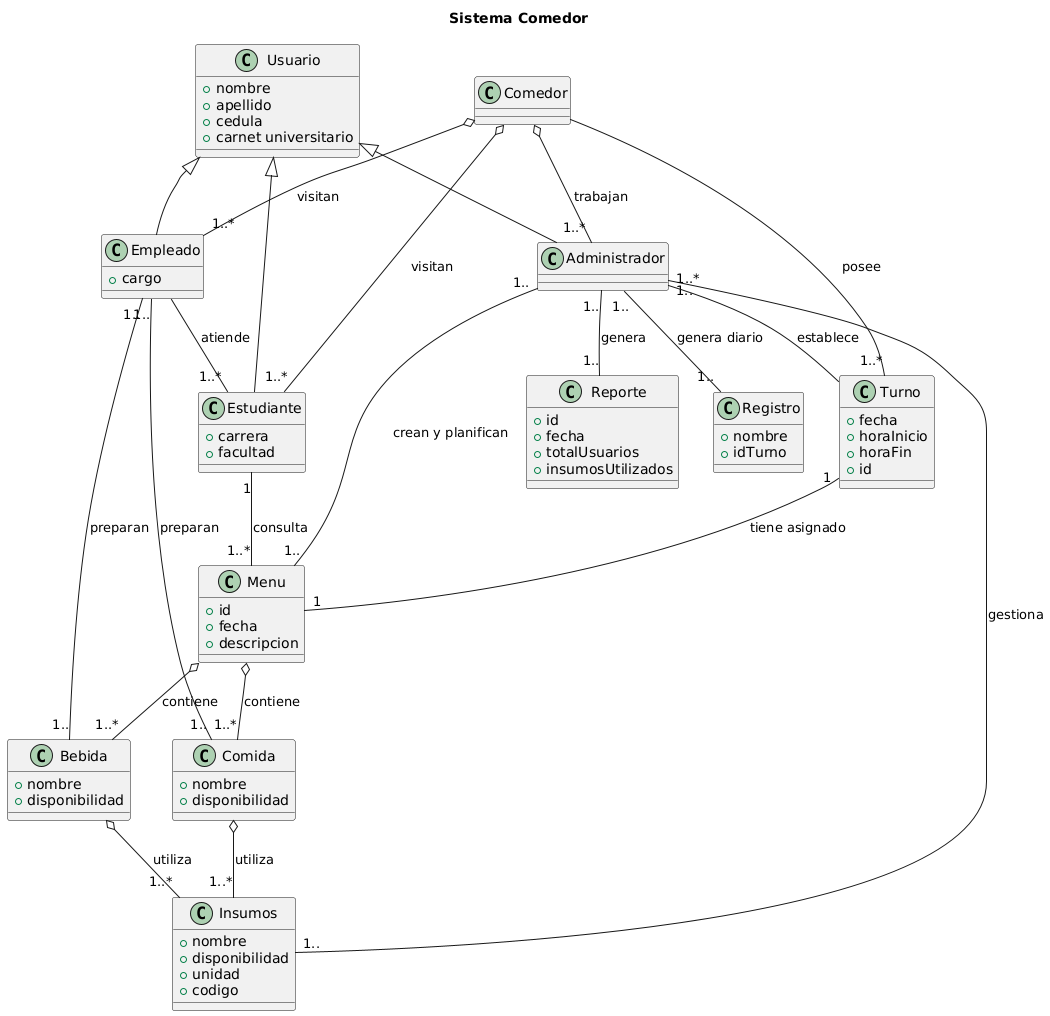 Sistema Comedor
C Usuario
nombre
apellido
cedula
carnet universitario
C Comedor
visitan
trabajan
1..*
1..*
C Empleado
cargo
visitan
C Administrador
posee
1..
1..*
1..
11..
atiende
1..
1..
genera
genera diario
establece
1..*
1..*
1..
1..
1..*
C Estudiante
carrera
facultad
crean y planifican
C Reporte
id
fecha
totalUsuarios
insumosUtilizados
C Registro
nombre
idTurno
C Turno
fecha
horaInicio
horaFin
id
1
1
preparan
preparan
consulta
tiene asignado
1..*
1..
C Menu
id
fecha
descripcion
1
gestiona
contiene
contiene
1..
1..*
1..
1..*
C Bebida
nombre
disponibilidad
C Comida
nombre
disponibilidad
utiliza
utiliza
1..*
1..*
C Insumos
nombre
disponibilidad
unidad
codigo
1..